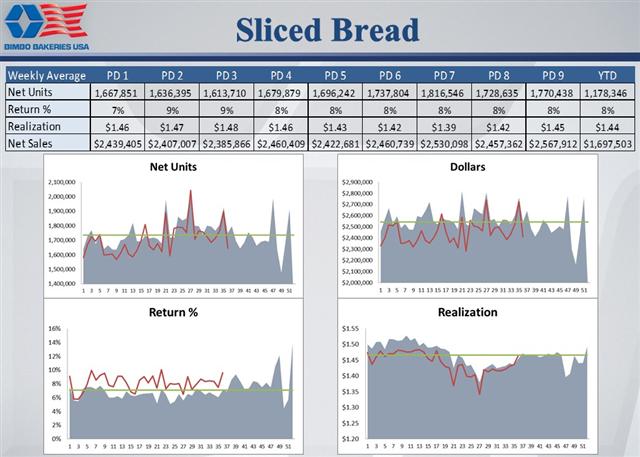 BIMBO BAKERIES USA
Sliced Bread
Weekly Average PD 1 PD 2 PD 3 PD 4 PD 5 PD 6 PD 7 PD 8 PD 9 YTD
Net Units 1,667,851 1,636,395 1,613,710 1,679,879 1,696,242 1,737,804 1,816,546 1,728,635 1,770,438 1,178,346
Return % 7% 9% 9% 8% 8% 8% 8% 8% 8% 8%
Realization $1.46 $1.47 $1.48 $1.46 $1.43 $1.42 $1.39 $1.42 $1.45 $1.44
Net Sales $2,439,405 $2,407,007 $2,385,866 $2,460,409 $2,422,681 $2,460,739 $2,530,098 $2,457,362 $2,567,912 $1,697,503
Net Units
2,100,000
2,000,000
1,900,000
1,800,000
1,700,000
1,600,000
1,500,000
1,400,000
1 3 5 7 9 11 13 15 17 19 21 23 25 27 29 31 33 35 37 39 41 43 45 47 49 51
Dollars
$2,900,000
$2,800,000
$2,700,000
$2,600,000
$2,500,000
$2,400,000
$2,300,000
$2,200,000
$2,100,000
$2,000,000
1 3 5 7 9 11 13 15 17 19 21 23 25 27 29 31 33 35 37 39 41 43 45 47 49 51
Return %
16%
14%
12%
10%
8%
6%
4%
2%
0%
1 3 5 7 9 11 13 15 17 19 21 23 25 27 29 31 33 35 37 39 41 43 45 47 49 51
Realization
$1.55
$1.50
$1.45
$1.40
$1.35
$1.30
$1.25
$1.20
1 3 5 7 9 11 13 15 17 19 21 23 25 27 29 31 33 35 37 39 41 43 45 47 49 51